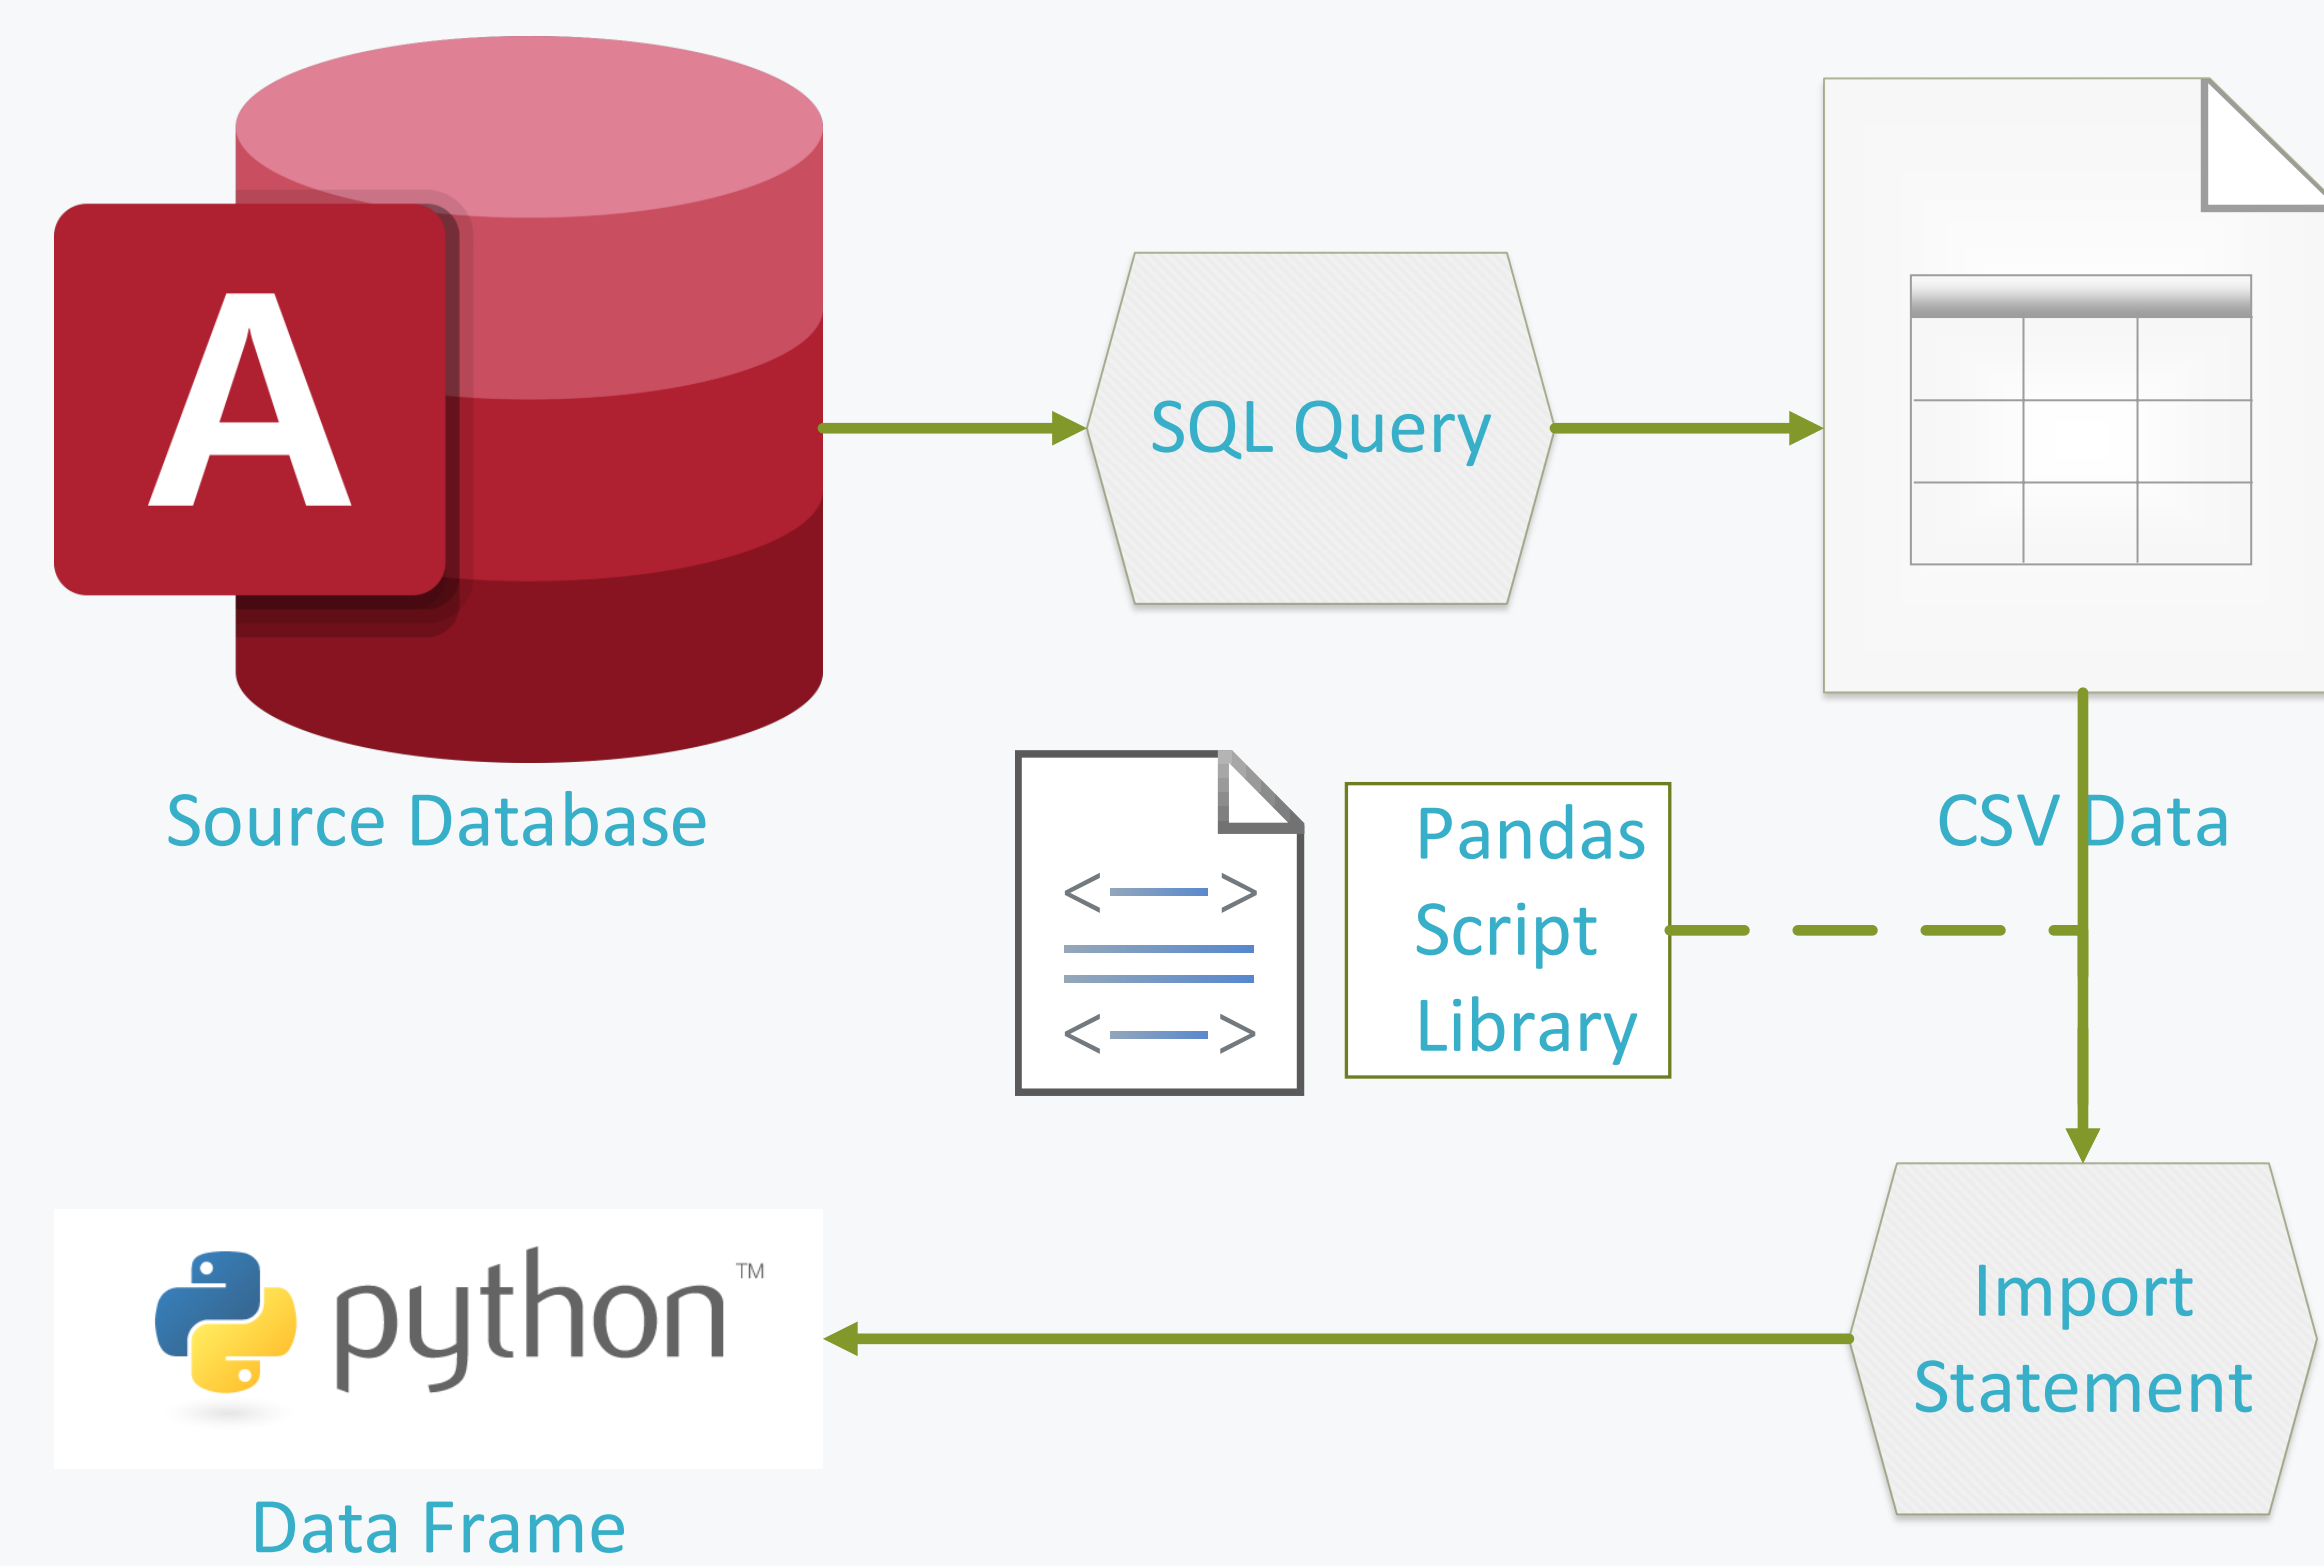 A
SQL Query
Source Database
Pandas
Script
Library
CSV Data
python™
Import
Statement
Data Frame